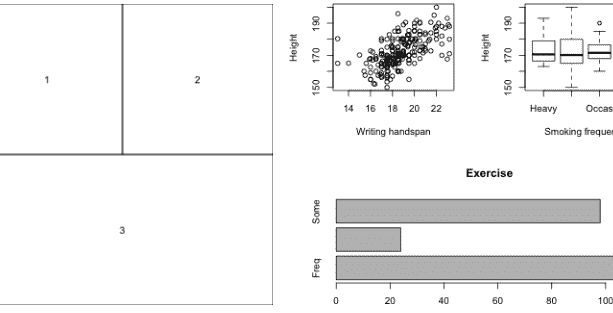 1
2
3
Height
150
170
190
14 16 18 20 22
Writing handspan
Height
150
170
190
Heavy
Occas
Smoking freque
Exercise
Some
Freq
0 20 40 60 80 100